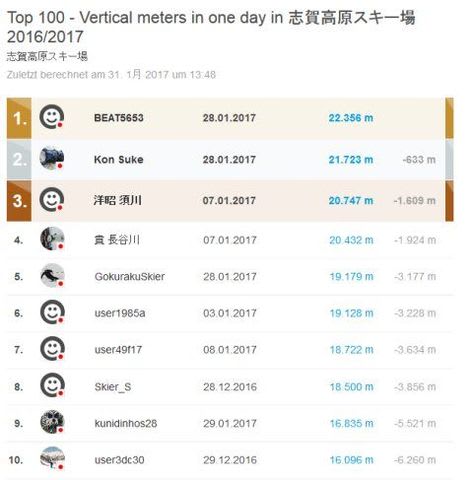 Top 100 - Vertical meters in one day in 志賀高原スキー場
2016/2017
志賀高原スキー場
Zuletzt berechnet am 31. 1月 2017 um 13:48
1. BEAT5653 28.01.2017 22.356 m
2. Kon Suke 28.01.2017 21.723 m -633 m
3. 洋昭 須川 07.01.2017 20.747 m -1.609 m
4. 貴 長谷川 07.01.2017 20.432 m -1.924 m
5. GokurakuSkier 28.01.2017 19.179 m -3.177 m
6. user1985a 03.01.2017 19.128 m -3.228 m
7. user49f17 08.01.2017 18.722 m -3.634 m
8. Skier_S 28.12.2016 18.500 m -3.856 m
9. kunidinhos28 29.01.2017 16.835 m -5.521 m
10. user3dc30 29.12.2016 16.096 m -6.260 m